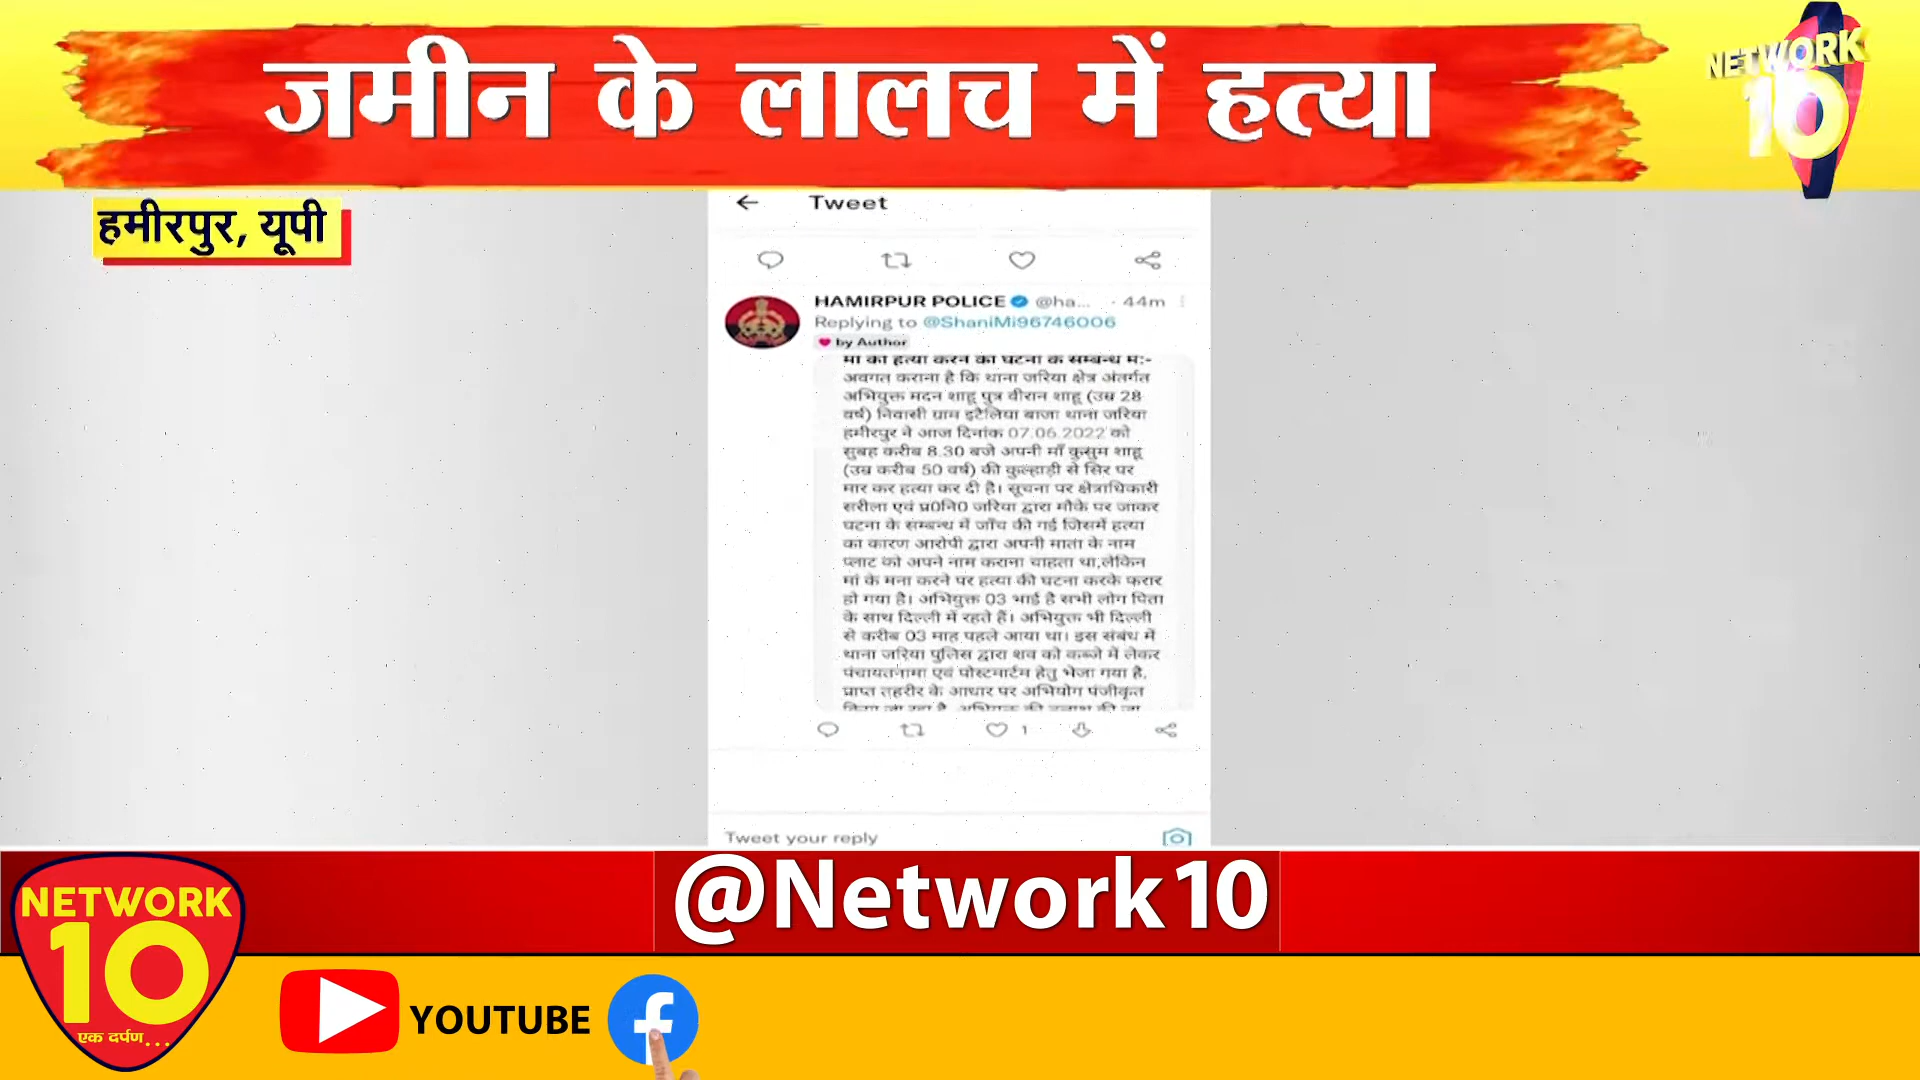 जमीन के लालच में हत्या
NETWORK
10
हमीरपुर, यूपी
Tweet
HAMIRPUR POLICE @ha... · 44m
Replying to @ShaniMi96746006
by Author
मां की हत्या करने की घटना के सम्बन्ध में:-
अवगत कराना है कि थाना जरिया क्षेत्र अंतर्गत
अभियुक्त मदन शाहू पुत्र वीरान शाहू (उम्र 28
वर्ष) निवासी ग्राम इटैलिया बाजा थाना जरिया
हमीरपुर ने आज दिनांक 07.06.2022 को
सुबह करीब 8.30 बजे अपनी माँ कुसुम शाहू
(उम्र करीब 50 वर्ष) की कुल्हाड़ी से सिर पर
मार कर हत्या कर दी है। सूचना पर क्षेत्राधिकारी
सरीला एवं प्र0नि0 जरिया द्वारा मौके पर जाकर
घटना के सम्बन्ध में जाँच की गई जिसमें हत्या
का कारण आरोपी द्वारा अपनी माता के नाम
प्लाट को अपने नाम कराना चाहता था,लेकिन
मां के मना करने पर हत्या की घटना करके फरार
हो गया है। अभियुक्त 03 भाई है सभी लोग पिता
के साथ दिल्ली में रहते हैं। अभियुक्त भी दिल्ली
से करीब 03 माह पहले आया था। इस संबंध में
थाना जरिया पुलिस द्वारा शव को कब्जे में लेकर
पंचायतनामा एवं पोस्टमार्टम हेतु भेजा गया है,
प्राप्त तहरीर के आधार पर अभियोग पंजीकृत
किया जा रहा है, अभियुक्त की तलाश की जा
1
Tweet your reply
@Network10
NETWORK
10
एक दर्पण...
YOUTUBE